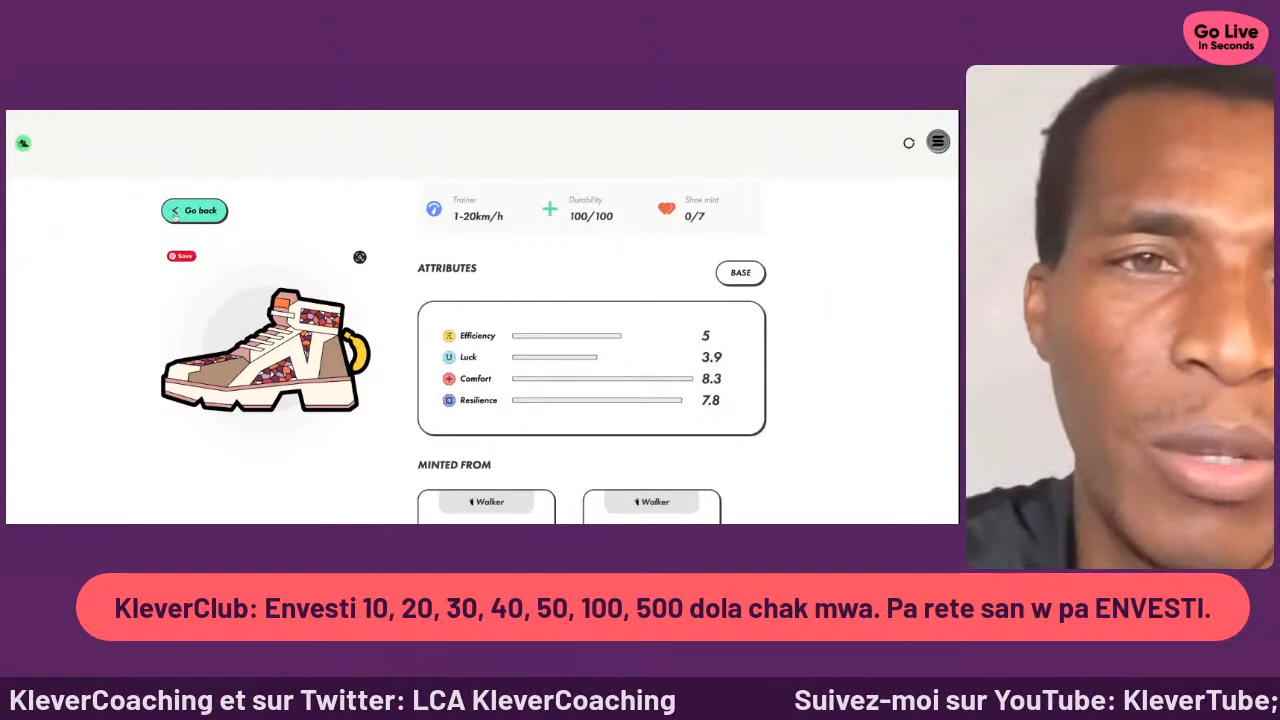 Go Live
In Seconds
Go back
Trainer
1-20km/h
Durability
100/100
Shoe mint
0/7
Save
ATTRIBUTES
BASE
Efficiency 5
Luck 3.9
Comfort 8.3
Resilience 7.8
MINTED FROM
Walker
Walker
KleverClub: Envesti 10, 20, 30, 40, 50, 100, 500 dola chak mwa. Pa rete san w pa ENVESTI.
KleverCoaching et sur Twitter: LCA KleverCoaching
Suivez-moi sur YouTube: KleverTube;